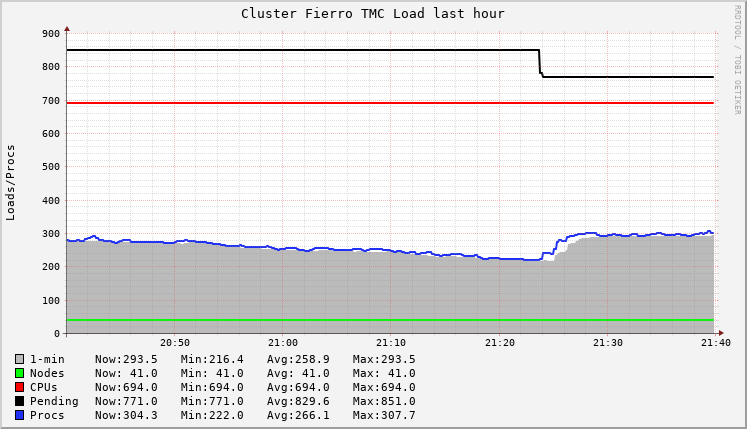 Cluster Fierro TMC Load last hour
RRDTOOL / TOBI OETIKER
Loads/Procs
900
800
700
600
500
400
300
200
100
0
20:50 21:00 21:10 21:20 21:30 21:40
1-min Now:293.5 Min:216.4 Avg:258.9 Max:293.5
Nodes Now: 41.0 Min: 41.0 Avg: 41.0 Max: 41.0
CPUs Now:694.0 Min:694.0 Avg:694.0 Max:694.0
Pending Now:771.0 Min:771.0 Avg:829.6 Max:851.0
Procs Now:304.3 Min:222.0 Avg:266.1 Max:307.7